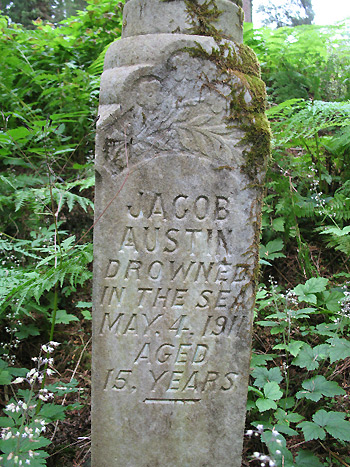 JACOB
AUSTIN
DROWNED
IN THE SEA
MAY. 4. 1911
AGED
15. YEARS